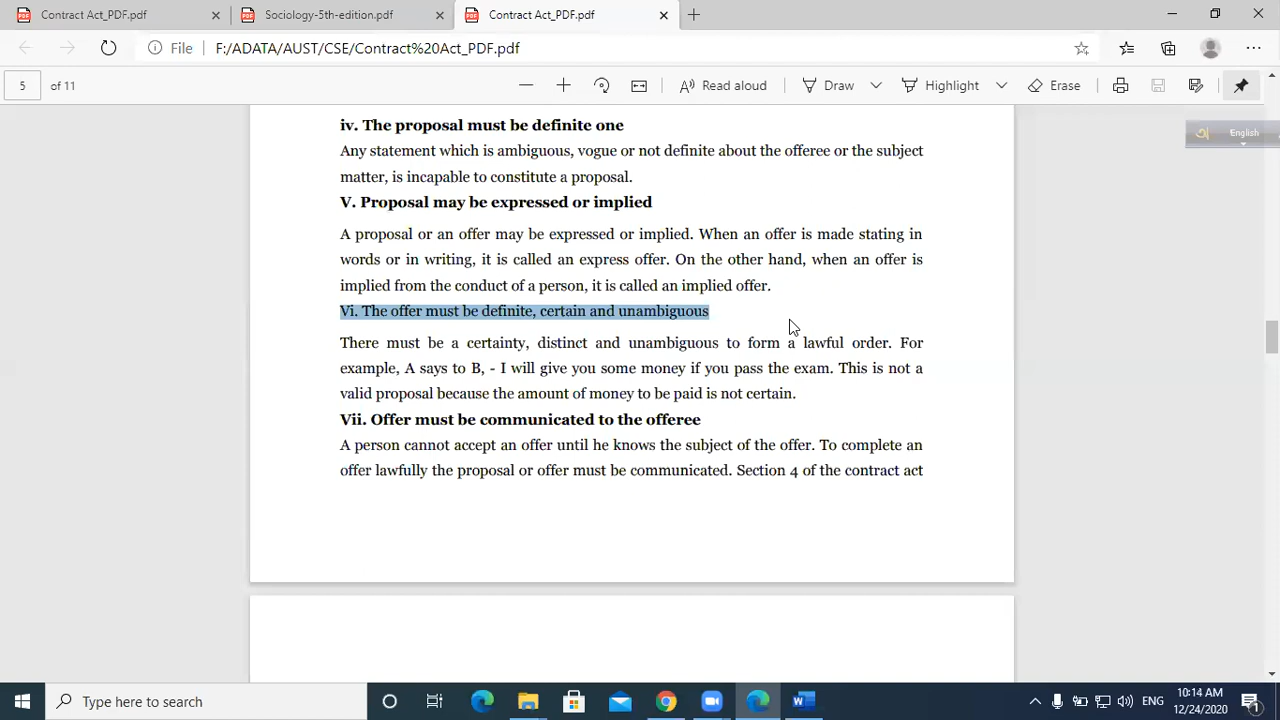 Contract Act_PDF.pdf
Sociology-5th-edition.pdf
Contract Act_PDF.pdf
File
F:/ADATA/AUST/CSE/Contract%20Act_PDF.pdf
5 of 11
Read aloud
Draw
Highlight
Erase
English
iv. The proposal must be definite one
Any statement which is ambiguous, vogue or not definite about the offeree or the subject
matter, is incapable to constitute a proposal.
V. Proposal may be expressed or implied
A proposal or an offer may be expressed or implied. When an offer is made stating in
words or in writing, it is called an express offer. On the other hand, when an offer is
implied from the conduct of a person, it is called an implied offer.
Vi. The offer must be definite, certain and unambiguous
There must be a certainty, distinct and unambiguous to form a lawful order. For
example, A says to B, - I will give you some money if you pass the exam. This is not a
valid proposal because the amount of money to be paid is not certain.
Vii. Offer must be communicated to the offeree
A person cannot accept an offer until he knows the subject of the offer. To complete an
offer lawfully the proposal or offer must be communicated. Section 4 of the contract act
Type here to search
ENG
10:14 AM
12/24/2020